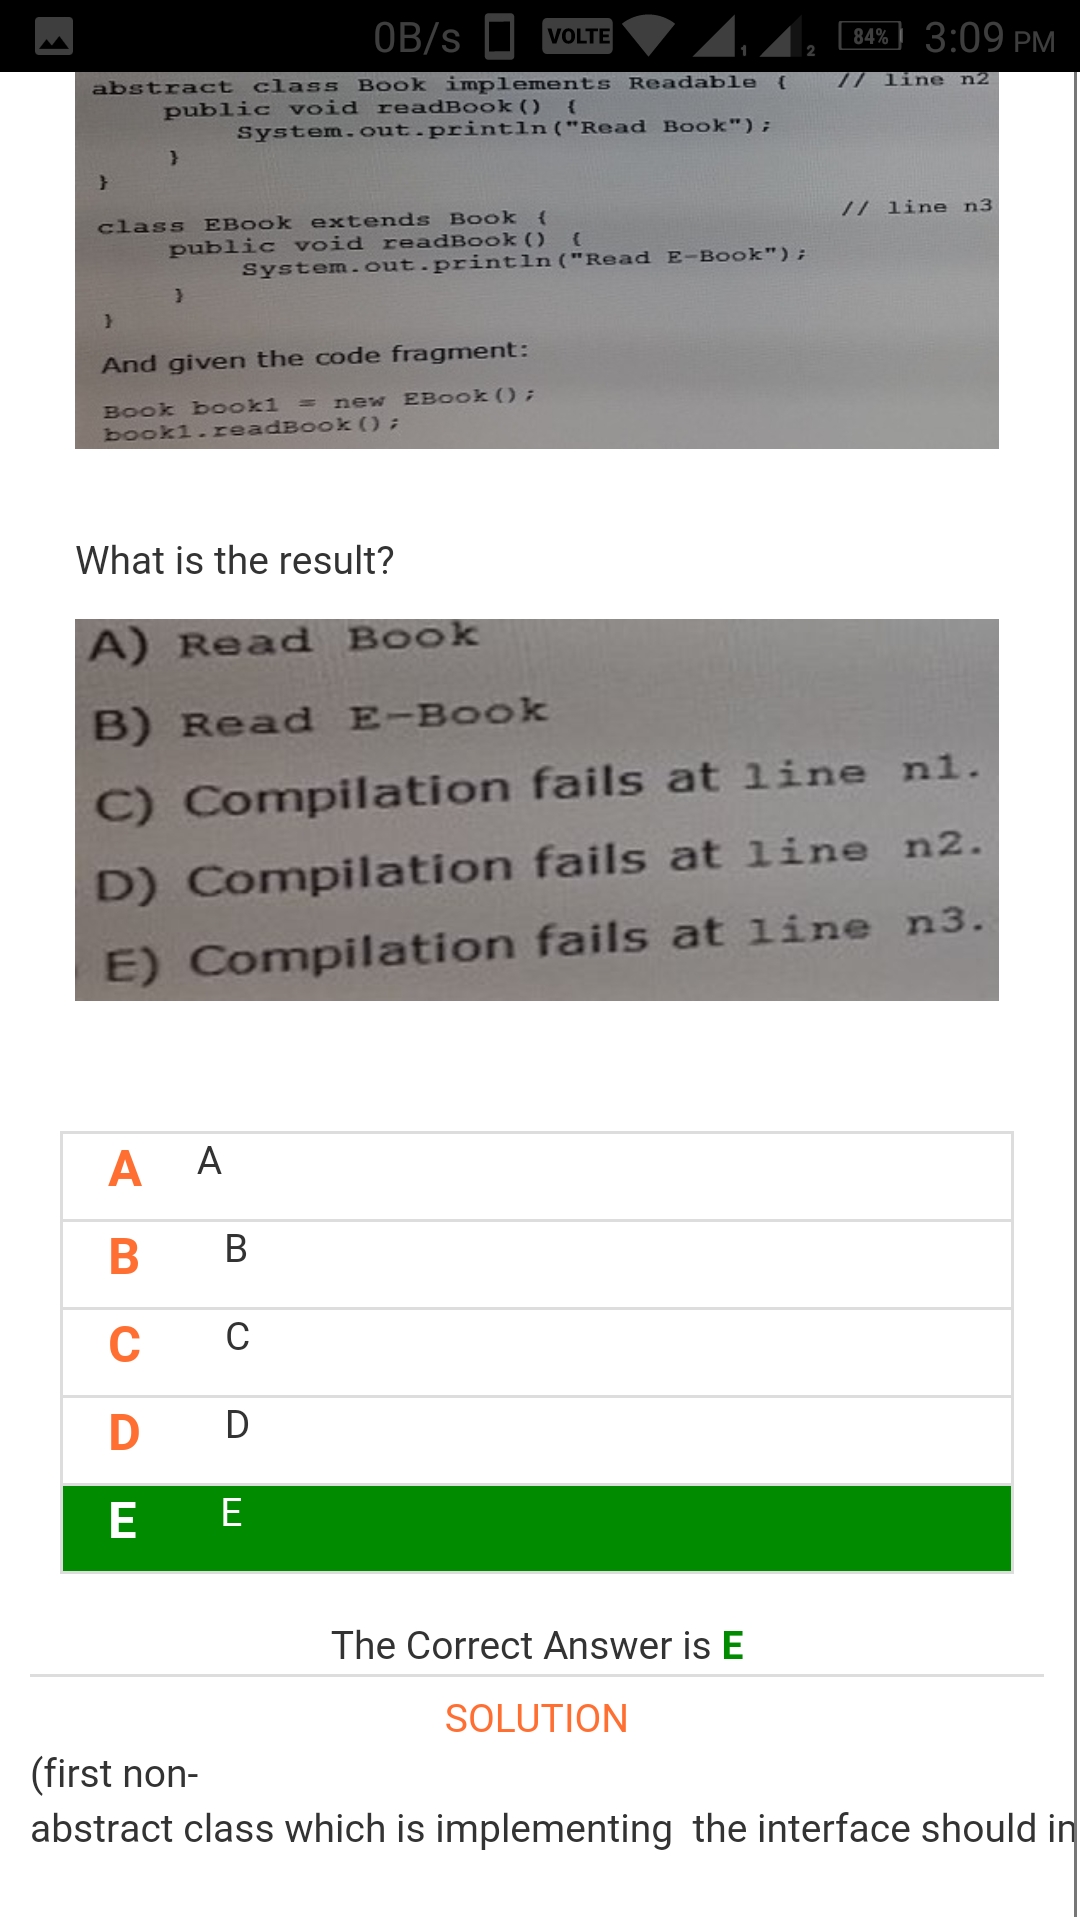 0B/s VOLTE 1 2 84% 3:09 PM
abstract class Book implements Readable { // line n2
public void readBook() {
System.out.println("Read Book");
}
}
class EBook extends Book { // line n3
public void readBook() {
System.out.println("Read E-Book");
}
}
And given the code fragment:
Book book1 = new EBook();
book1.readBook();
What is the result?
A) Read Book
B) Read E-Book
C) Compilation fails at line n1.
D) Compilation fails at line n2.
E) Compilation fails at line n3.
A A
B B
C C
D D
E E
The Correct Answer is E
SOLUTION
(first non-
abstract class which is implementing the interface should in